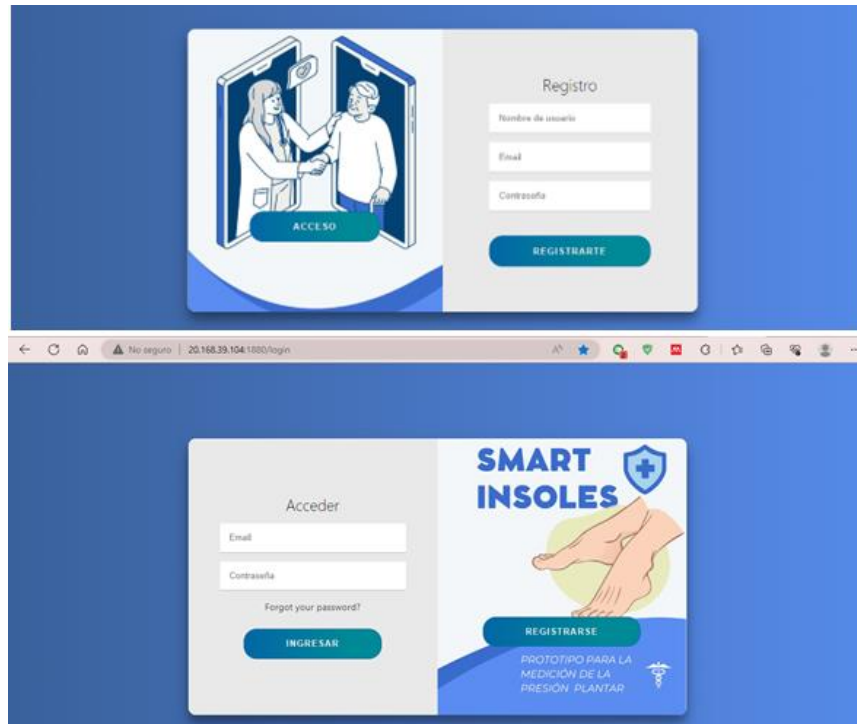 Registro
Nombre de usuario
Email
Contraseña
ACCESO
REGISTRARTE
No seguro | 20.168.39.104:1880/login
SMART
INSOLES
Acceder
Email
Contraseña
Forgot your password?
INGRESAR
REGISTRARSE
PROTOTIPO PARA LA
MEDICIÓN DE LA
PRESIÓN PLANTAR